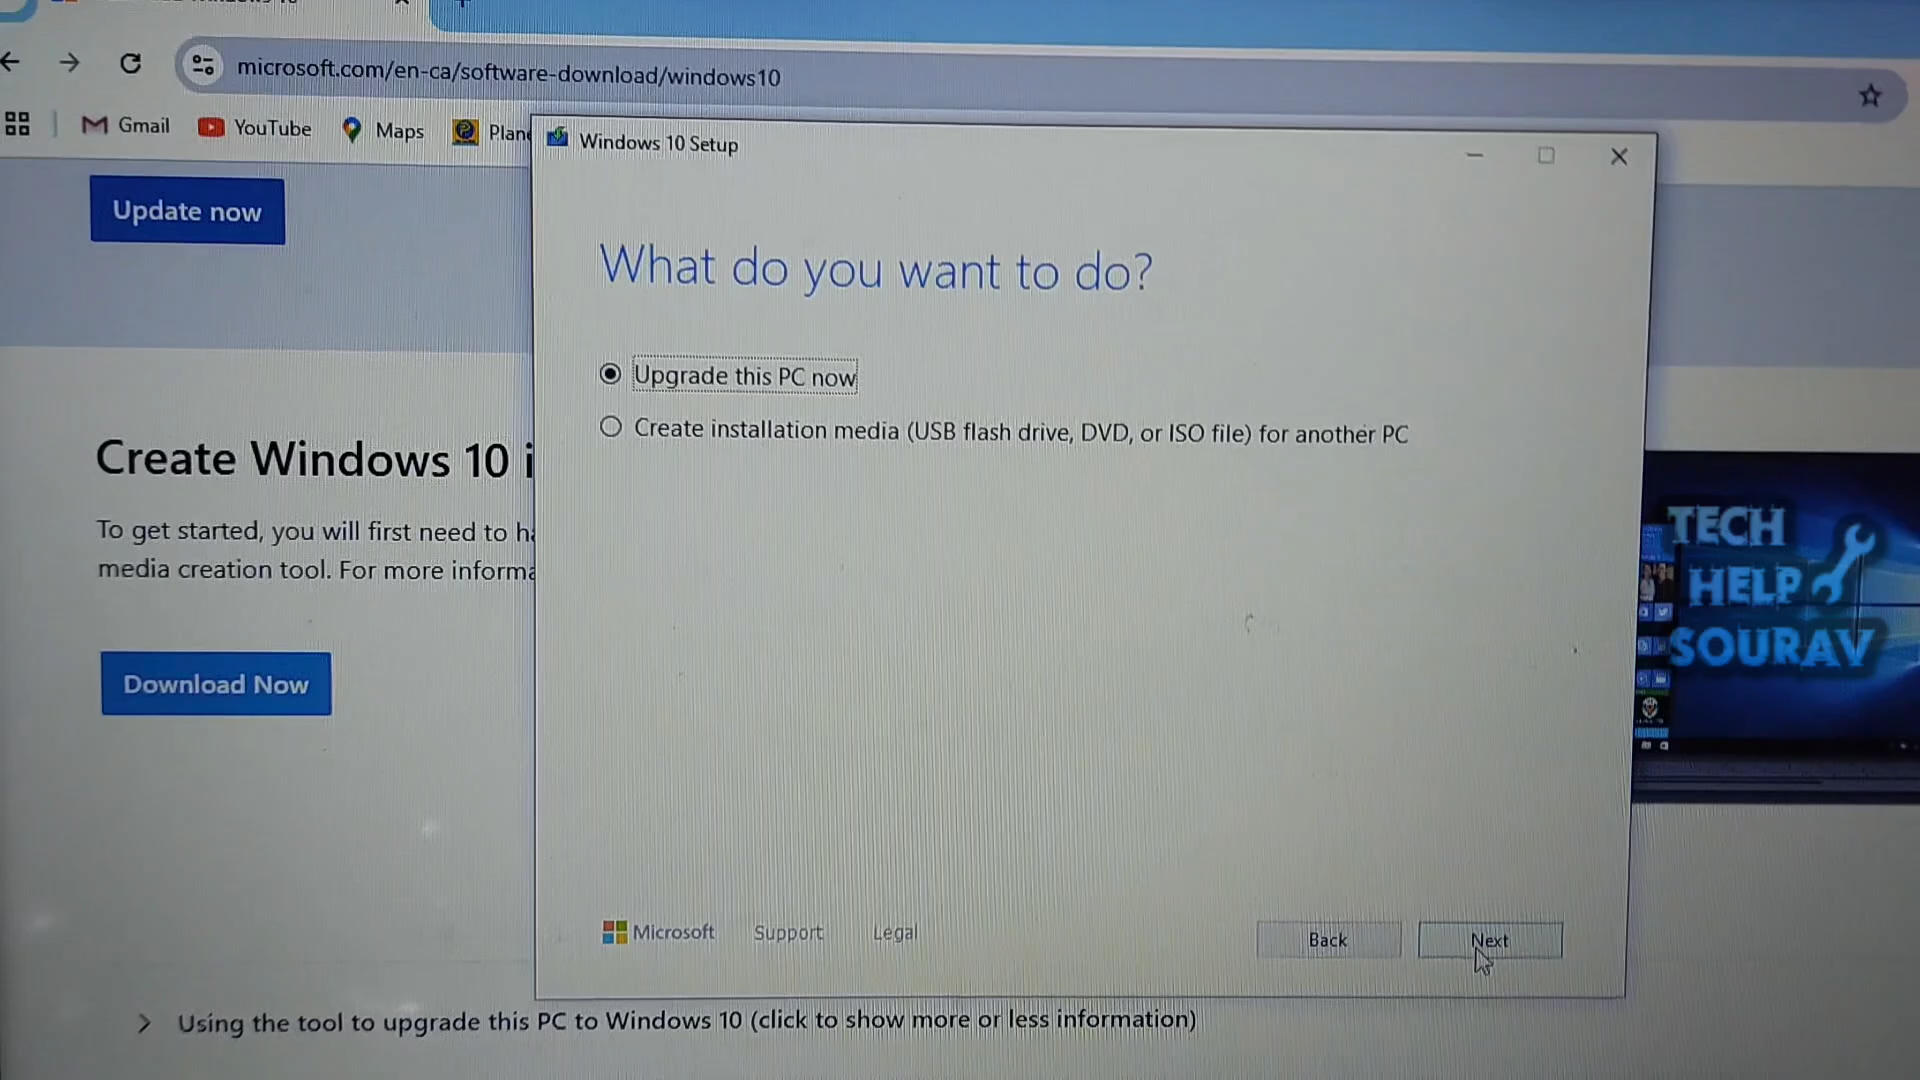 microsoft.com/en-ca/software-download/windows10
Gmail
YouTube
Maps
Plane
Windows 10 Setup
Update now
What do you want to do?
Upgrade this PC now
Create installation media (USB flash drive, DVD, or ISO file) for another PC
Create Windows 10 i
To get started, you will first need to ha
media creation tool. For more informa
Download Now
TECH
HELP
SOURAV
Microsoft
Support
Legal
Back
Next
Using the tool to upgrade this PC to Windows 10 (click to show more or less information)